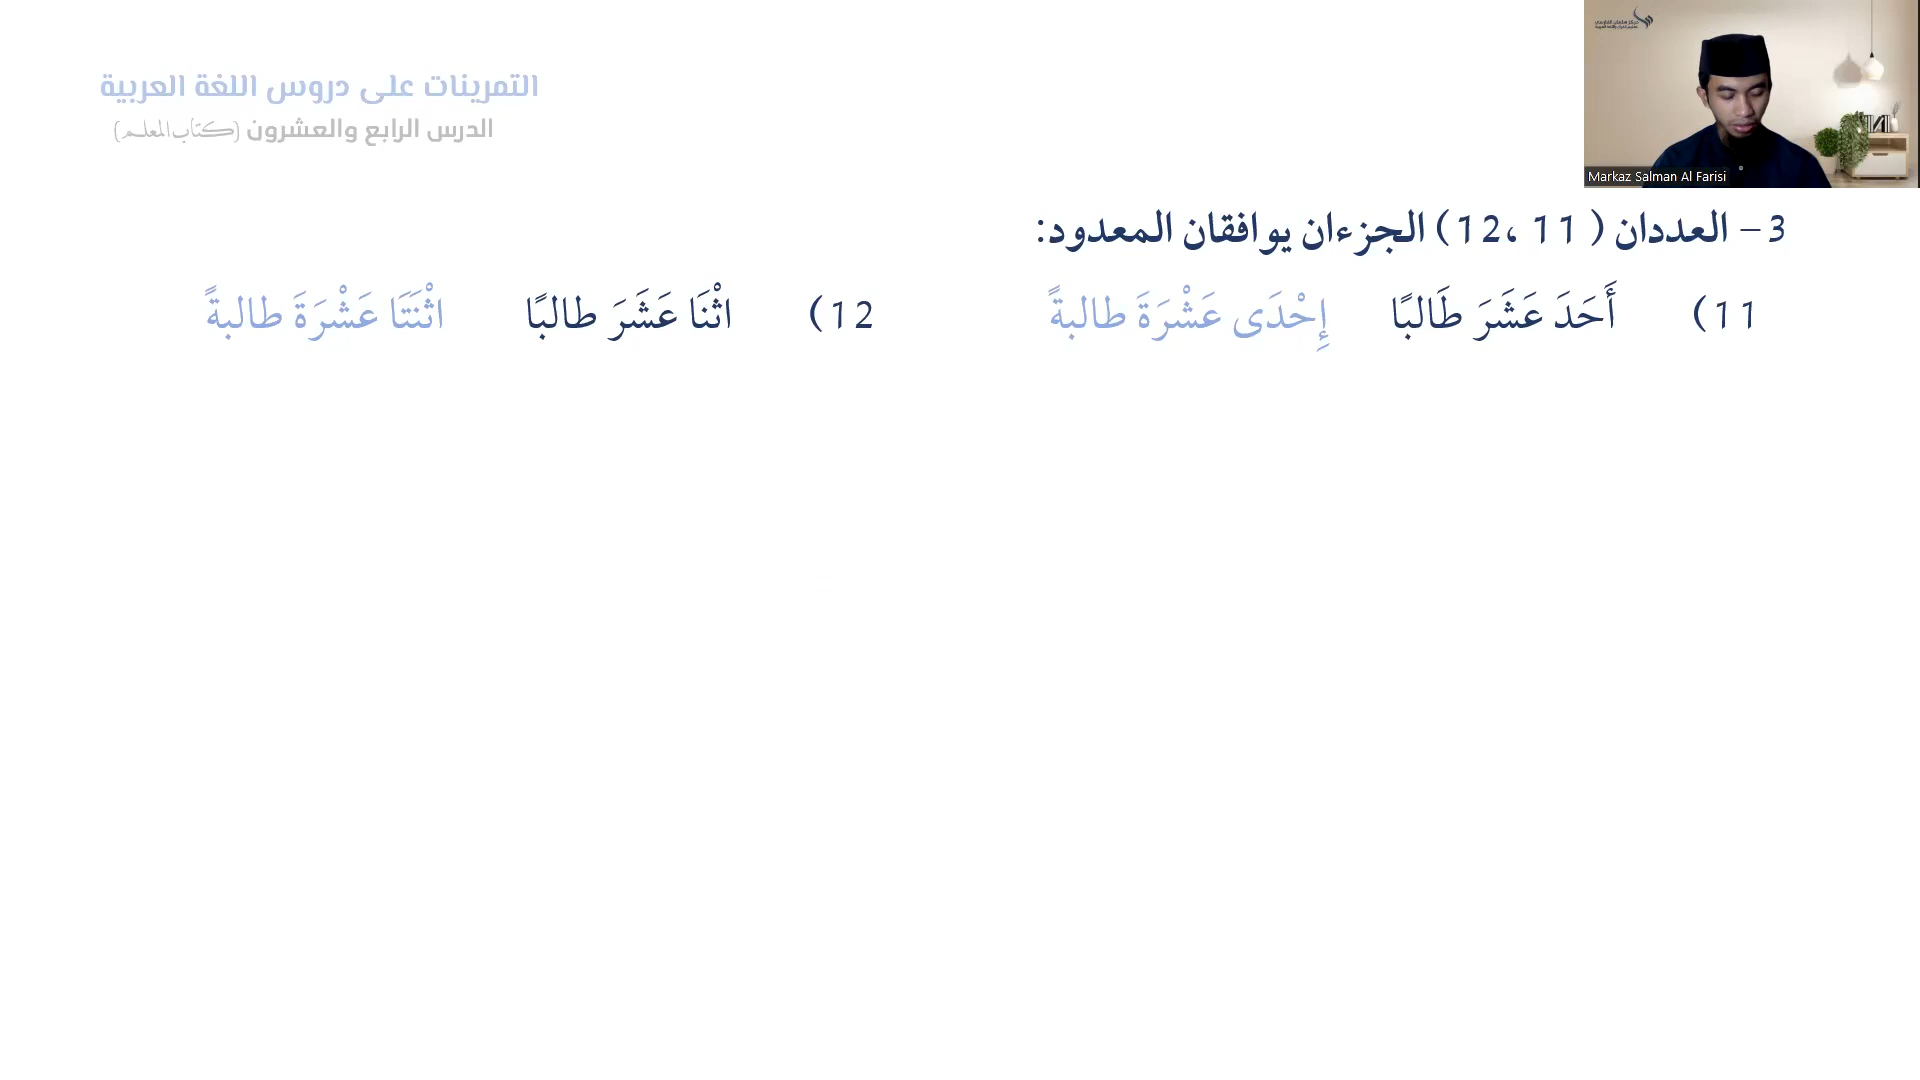 التمرينات على دروس اللغة العربية
الدرس الرابع والعشرون (كتاب المعلم)
Markaz Salman Al Farisi
3- العددان ( 11 ،12) الجزءان يوافقان المعدود:
11) أَحَدَ عَشَرَ طَالبًا إِحْدَى عَشْرَةَ طالبةً 12) اثْنَا عَشَرَ طالبًا اثْنَتَا عَشْرَةَ طالبةً